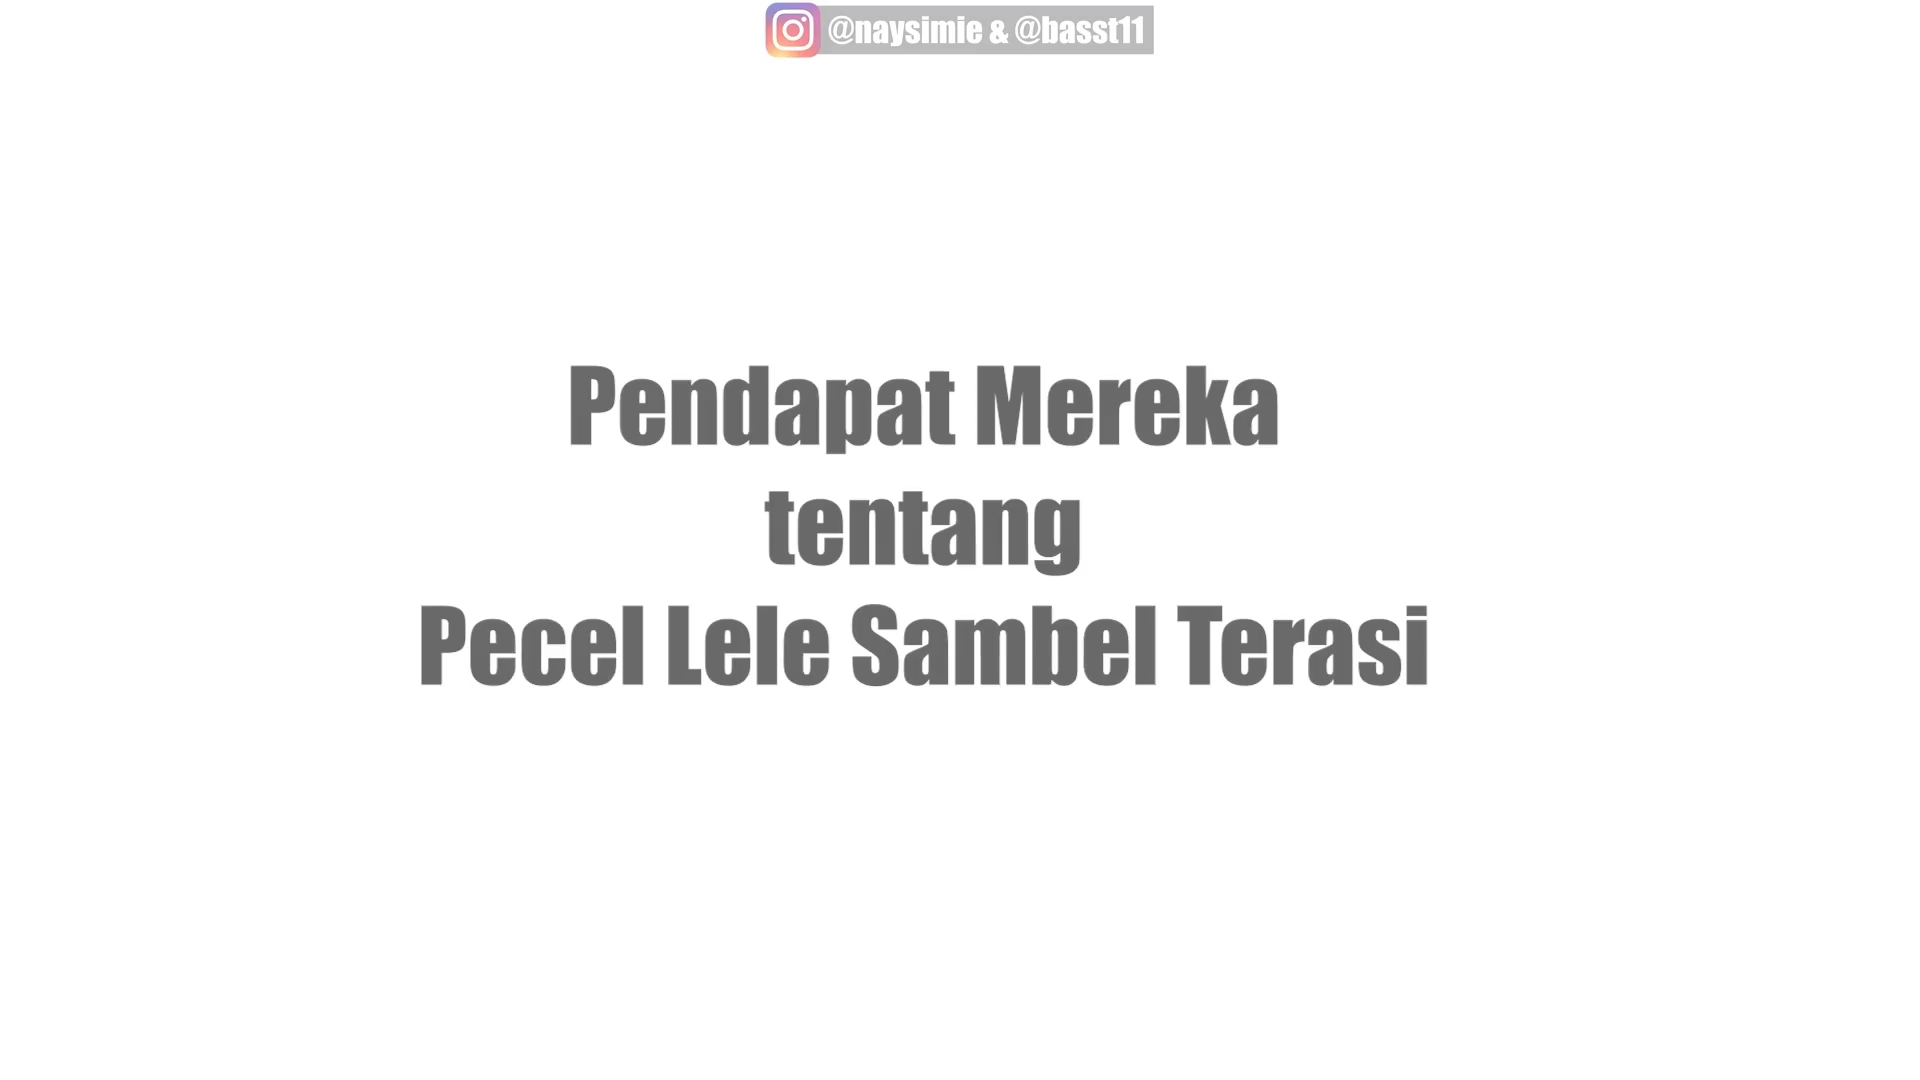 @naysimie & @basst11
Pendapat Mereka
tentang
Pecel Lele Sambel Terasi